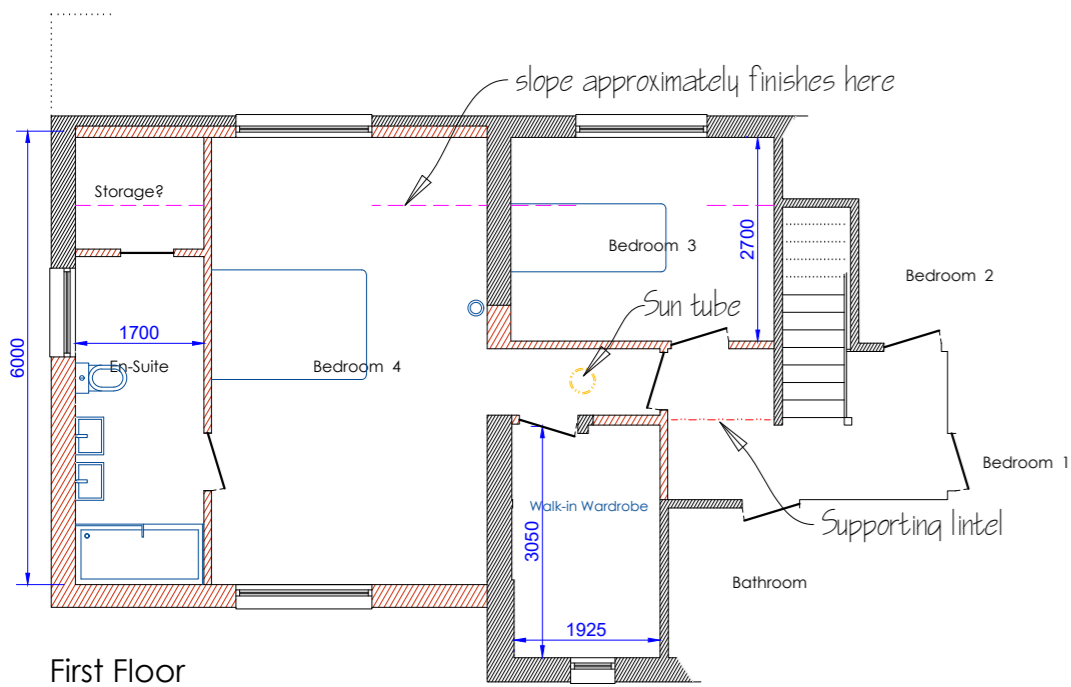 slope approximately finishes here
Storage?
Bedroom 3
2700
Bedroom 2
Sun tube
1700
6000
En-Suite
Bedroom 4
Bedroom 1
Walk-in Wardrobe
3050
Supporting lintel
Bathroom
1925
First Floor